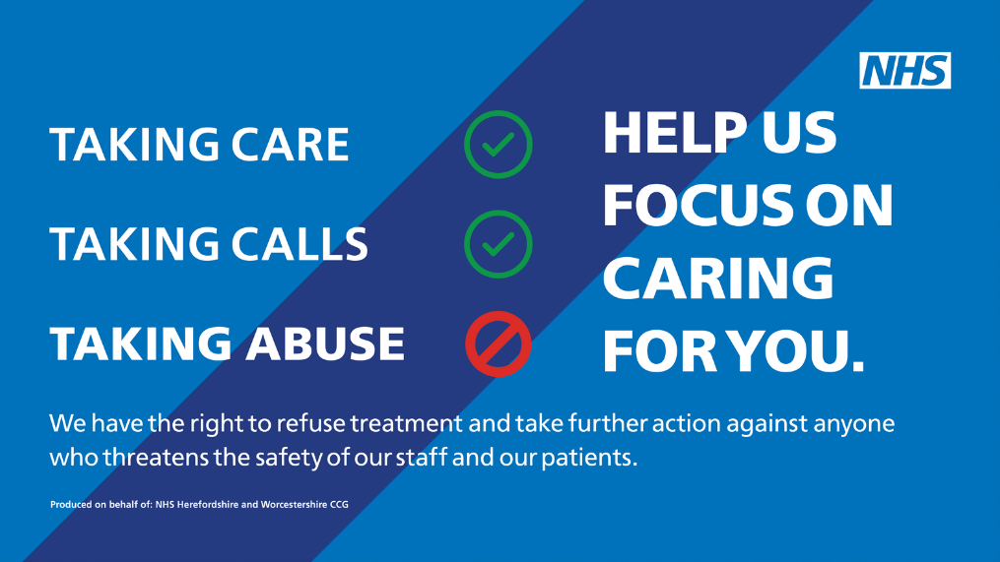 NHS
TAKING CARE
TAKING CALLS
TAKING ABUSE
HELP US
FOCUS ON
CARING
FOR YOU.
We have the right to refuse treatment and take further action against anyone
who threatens the safety of our staff and our patients.
Produced on behalf of: NHS Herefordshire and Worcestershire CCG